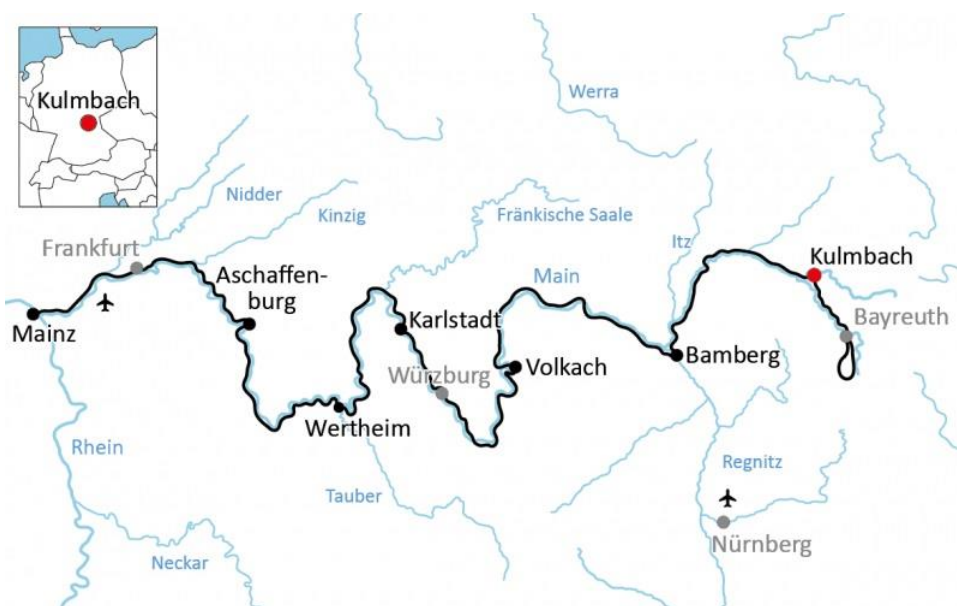 Kulmbach
Werra
Nidder
Kinzig
Fränkische Saale
Frankfurt
Itz
Kulmbach
Aschaffen-
burg
Main
Mainz
Karlstadt
Bayreuth
Bamberg
Volkach
Würzburg
Wertheim
Rhein
Regnitz
Tauber
Nürnberg
Neckar